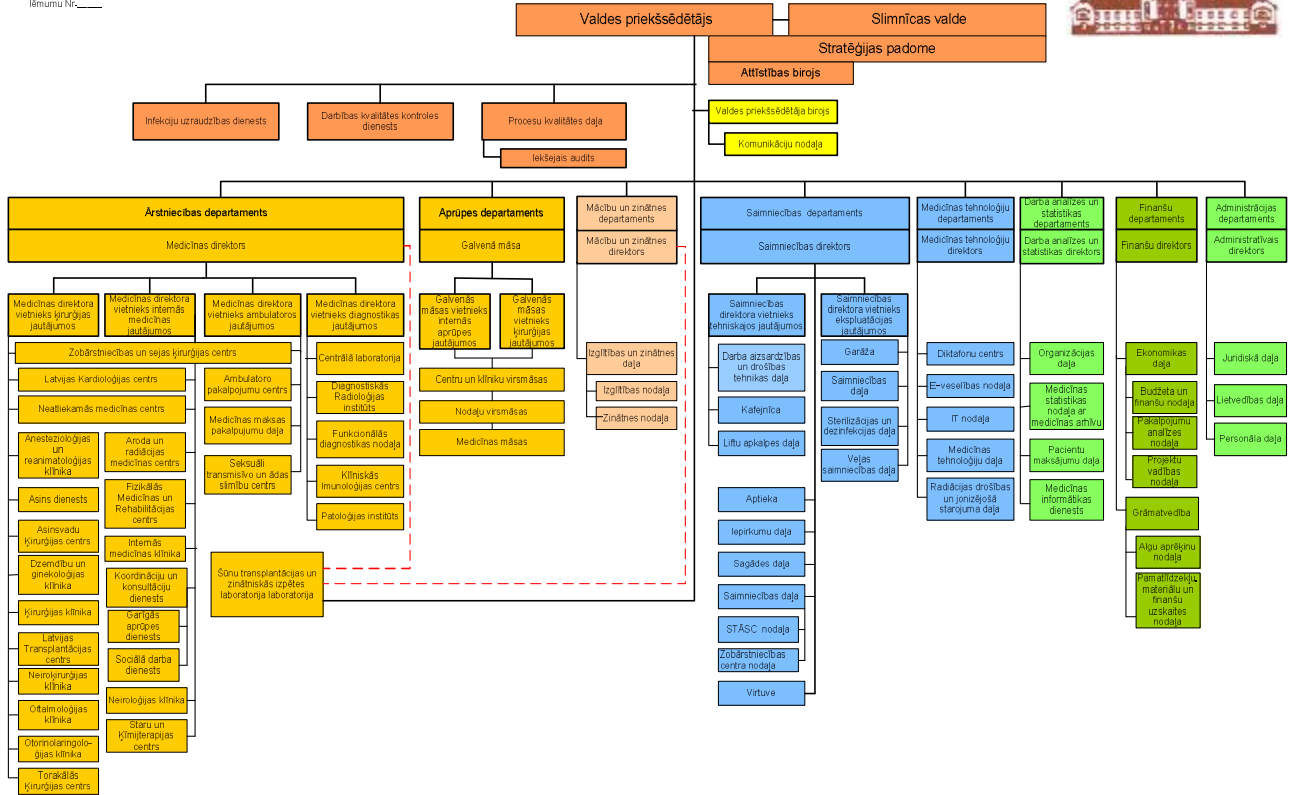 lēmumu Nr.____
Valdes priekšsēdētājs
Slimnīcas valde
Stratēģijas padome
Attīstības birojs
Infekciju uzraudzības dienests
Darbības kvalitātes kontroles
dienests
Procesu kvalitātes daļa
Iekšejais audits
Valdes priekšsēdētāja birojs
Komunikāciju nodaļa
Ārstniecības departaments
Medicīnas direktors
Aprūpes departaments
Galvenā māsa
Mācību un zinātnes
departaments
Mācību un zinātnes
direktors
Saimniecības departaments
Saimniecības direktors
Medicīnas tehnoloģiju
departaments
Medicīnas tehnoloģiju
direktors
Darba analīzes un
statistikas
departaments
Darba analīzes un
statistikas direktors
Finanšu
departaments
Finanšu direktors
Administrācijas
departaments
Administratīvais
direktors
Medicīnas direktora
vietnieks ķirurģijas
jautājumos
Medicīnas direktora
vietnieks internās
medicīnas
jautājumos
Medicīnas direktora
vietnieks ambulatoros
jautājumos
Medicīnas direktora
vietnieks diagnostikas
jautājumos
Zobārstniecības un sejas ķirurģijas centrs
Latvijas Kardioloģijas centrs
Neatliekamās medicīnas centrs
Anestezioloģijas
un
reanimatoloģijas
klīnika
Asins dienests
Asinsvadu
Ķirurģijas centrs
Dzemdību un
ginekoloģijas
klīnika
Ķirurģijas klīnika
Latvijas
Transplantācijas
centrs
Neiroķirurģijas
klīnika
Oftalmoloģijas
klīnika
Otorinolaringolo-
ģijas klīnika
Torakālās
Ķirurģijas centrs
Aroda un
radiācijas
medicīnas centrs
Fizikālās
Medicīnas un
Rehabilitācijas
centrs
Internās
medicīnas klīnika
Koordināciju un
konsultāciju
dienests
Garīgās
aprūpes
dienests
Sociālā darba
dienests
Neiroloģijas klīnika
Staru un
Ķīmijterapijas
centrs
Ambulatoro
pakalpojumu centrs
Medicīnas maksas
pakalpojumu daļa
Seksuāli
transmisīvo un ādas
slimību centrs
Centrālā laboratorija
Diagnostiskās
Radioloģijas
institūts
Funkcionālās
diagnostikas nodaļa
Klīniskās
Imunoloģijas centrs
Patoloģijas institūts
Šūnu transplantācijas un
zinātniskās izpētes
laboratorija laboratorija
Galvenās
māsas vietnieks
internās
aprūpes
jautājumos
Galvenās
māsas
vietnieks
ķirurģijas
jautājumos
Centru un klīniku virsmāsas
Nodaļu virsmāsas
Medicīnas māsas
Izglītības un zinātnes
daļa
Izglītības nodaļa
Zinātnes nodaļa
Saimniecības
direktora vietnieks
tehniskajos jautājumos
Darba aizsardzības
un drošības
tehnikas daļa
Kafejnīca
Liftu apkalpes daļa
Aptieka
Iepirkumu daļa
Sagādes daļa
Saimniecības daļa
STĀSC nodaļa
Zobārstniecības
centra nodaļa
Virtuve
Saimniecības
direktora vietnieks
ekspluatācijas
jautājumos
Garāža
Saimniecības
daļa
Sterilizācijas un
dezinfekcijas daļa
Veļas
saimniecības daļa
Diktafonu centrs
E-veselības nodaļa
IT nodaļa
Medicīnas
tehnoloģiju daļa
Radiācijas drošības
un jonizējošā
starojuma daļa
Organizācijas
daļa
Medicīnas
statistikas
nodaļa ar
medicīnas arhīvu
Pacientu
maksājumu daļa
Medicīnas
informātikas
dienests
Ekonomikas
daļa
Budžeta un
finanšu nodaļa
Pakalpojumu
analīzes
nodaļa
Projektu
vadības
nodaļa
Grāmatvedība
Algu aprēķinu
nodaļa
Pamatlīdzekļu
materiālu un
finanšu
uzskaites
nodaļa
Juridiskā daļa
Lietvedības daļa
Personāla daļa